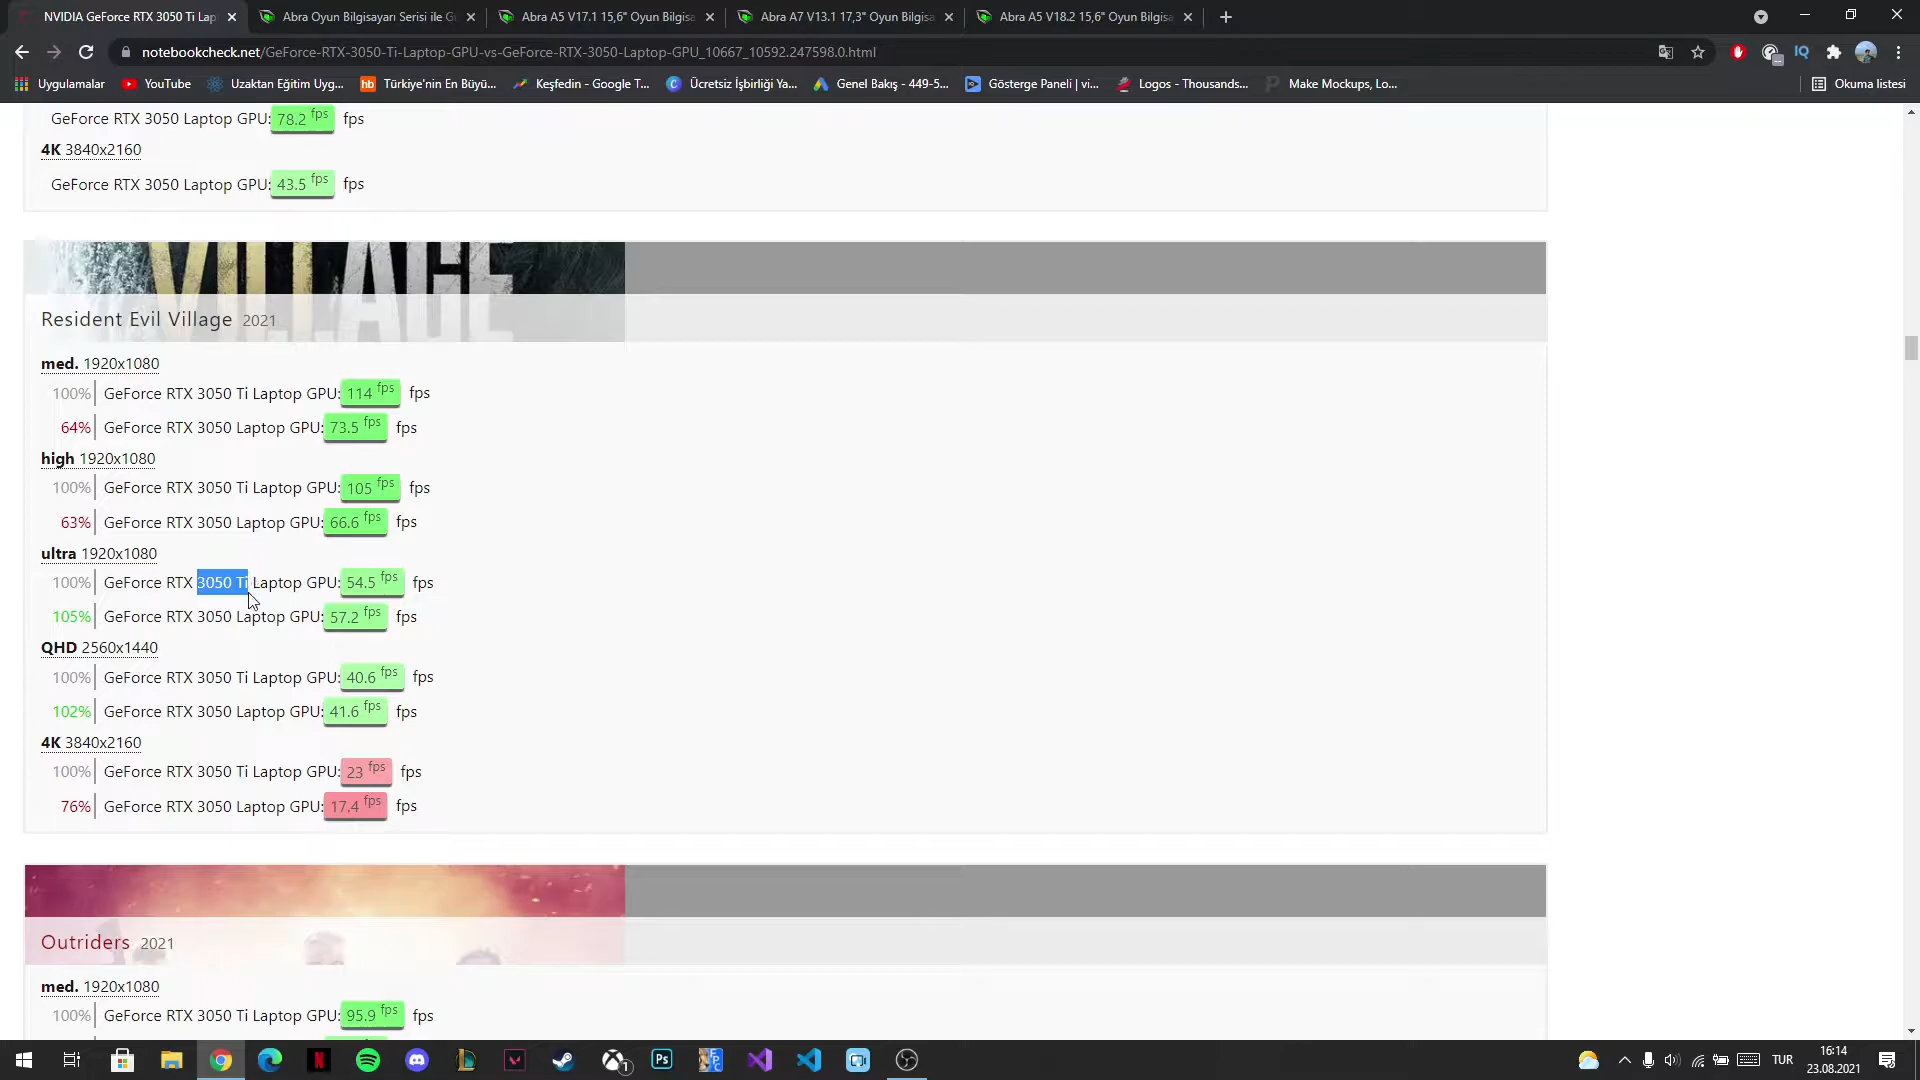 NVIDIA GeForce RTX 3050 Ti Lap
Abra Oyun Bilgisayarı Serisi ile G
Abra A5 V17.1 15,6" Oyun Bilgisa
Abra A7 V13.1 17,3" Oyun Bilgisa
Abra A5 V18.2 15,6" Oyun Bilgisa
notebookcheck.net/GeForce-RTX-3050-Ti-Laptop-GPU-vs-GeForce-RTX-3050-Laptop-GPU_10667_10592.247598.0.html
IQ
Uygulamalar
YouTube
Uzaktan Eğitim Uyg...
hb Türkiye'nin En Büyü...
Keşfedin - Google T...
Ücretsiz İşbirliği Ya...
Genel Bakış - 449-5...
Gösterge Paneli | vi...
Logos - Thousands...
Make Mockups, Lo...
Okuma listesi
GeForce RTX 3050 Laptop GPU: 78.2 fps fps
4K 3840x2160
GeForce RTX 3050 Laptop GPU: 43.5 fps fps
VILLAGE
Resident Evil Village 2021
med. 1920x1080
100% GeForce RTX 3050 Ti Laptop GPU: 114 fps fps
64% GeForce RTX 3050 Laptop GPU: 73.5 fps fps
high 1920x1080
100% GeForce RTX 3050 Ti Laptop GPU: 105 fps fps
63% GeForce RTX 3050 Laptop GPU: 66.6 fps fps
ultra 1920x1080
100% GeForce RTX 3050 Ti Laptop GPU: 54.5 fps fps
105% GeForce RTX 3050 Laptop GPU: 57.2 fps fps
QHD 2560x1440
100% GeForce RTX 3050 Ti Laptop GPU: 40.6 fps fps
102% GeForce RTX 3050 Laptop GPU: 41.6 fps fps
4K 3840x2160
100% GeForce RTX 3050 Ti Laptop GPU: 23 fps fps
76% GeForce RTX 3050 Laptop GPU: 17.4 fps fps
Outriders 2021
med. 1920x1080
100% GeForce RTX 3050 Ti Laptop GPU: 95.9 fps fps
N
Ps
1
TUR
16:14
23.08.2021